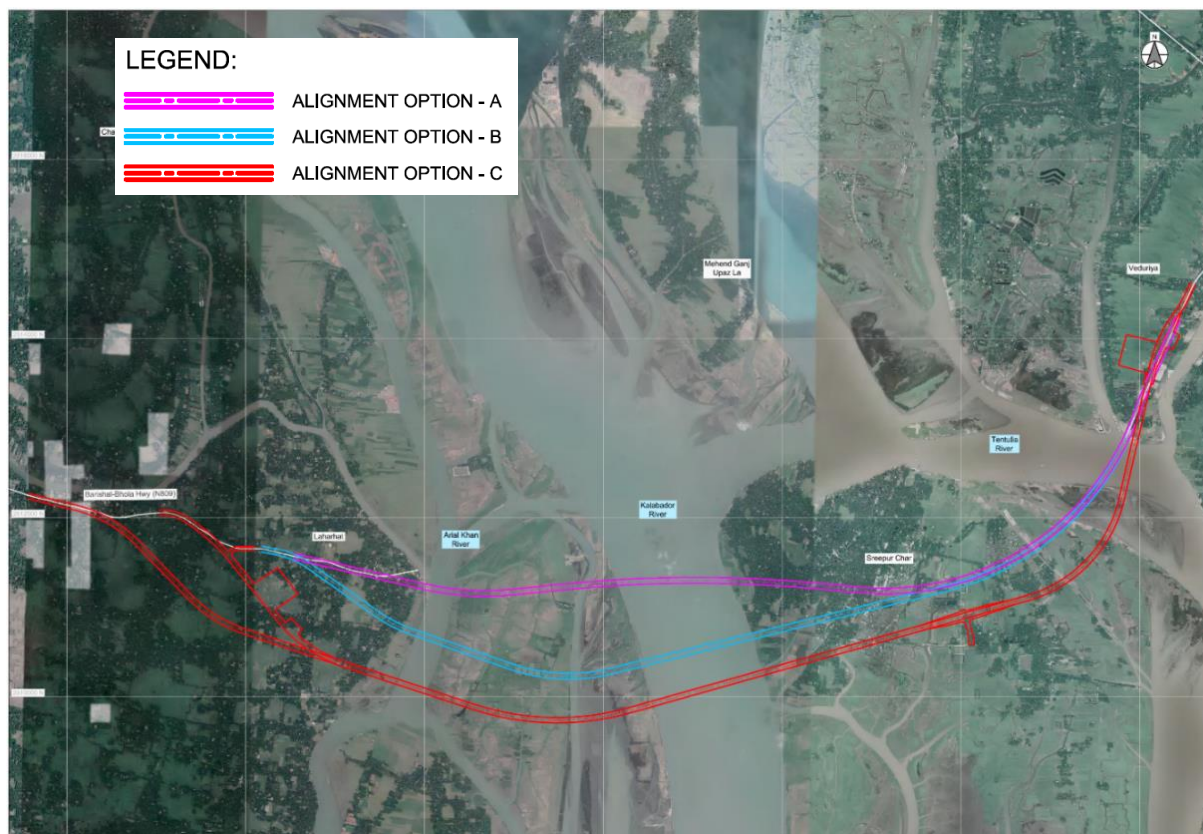 N
LEGEND:
ALIGNMENT OPTION - A
ALIGNMENT OPTION - B
ALIGNMENT OPTION - C
Mehend Ganj
Upaz La
Veduriya
Tentulia
River
Barishal-Bhola Hwy (N809)
Kalabador
River
Laharhat
Arial Khan
River
Sreepur Char